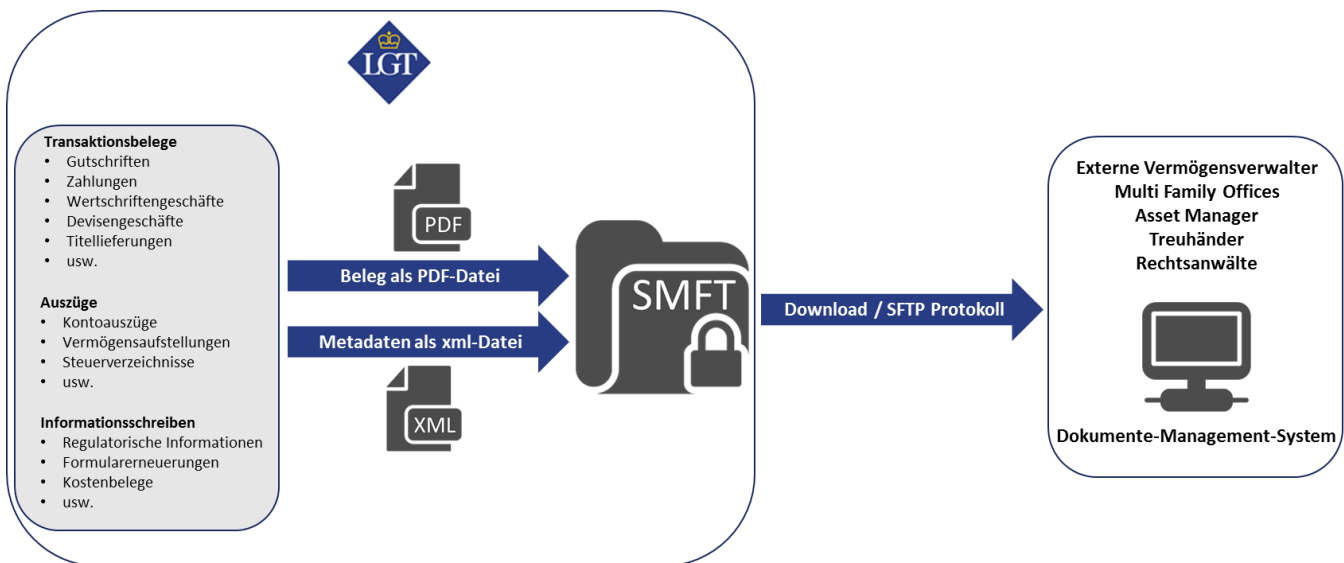 LGT
Transaktionsbelege
• Gutschriften
• Zahlungen
• Wertschriftengeschäfte
• Devisengeschäfte
• Titellieferungen
• usw.
Auszüge
• Kontoauszüge
• Vermögensaufstellungen
• Steuerverzeichnisse
• usw.
Informationsschreiben
• Regulatorische Informationen
• Formularerneuerungen
• Kostenbelege
• usw.
PDF
Beleg als PDF-Datei
Metadaten als xml-Datei
XML
SMFT
Download / SFTP Protokoll
Externe Vermögensverwalter
Multi Family Offices
Asset Manager
Treuhänder
Rechtsanwälte
Dokumente-Management-System